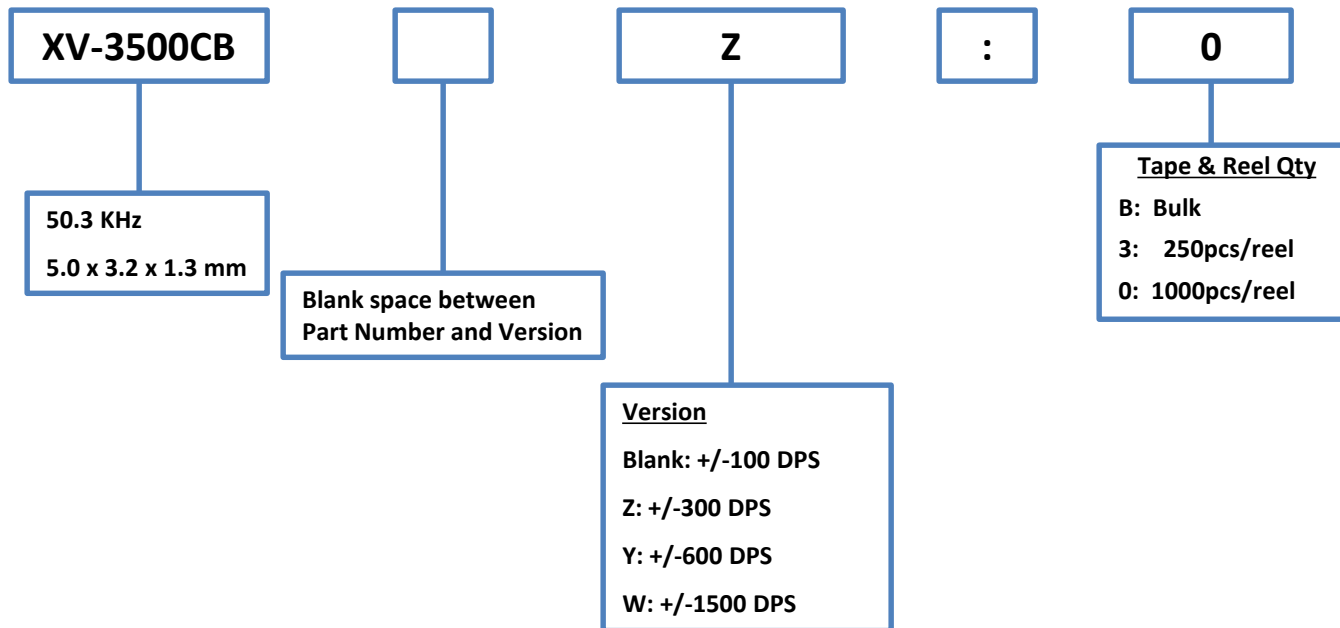 XV-3500CB
Z
:
0
50.3 KHz
5.0 x 3.2 x 1.3 mm
Blank space between
Part Number and Version
Version
Blank: +/-100 DPS
Z: +/-300 DPS
Y: +/-600 DPS
W: +/-1500 DPS
Tape & Reel Qty
B: Bulk
3: 250pcs/reel
0: 1000pcs/reel